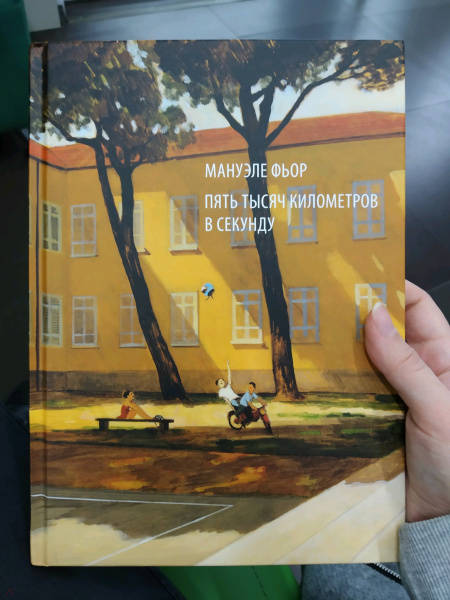 МАНУЭЛЕ ФЬОР
ПЯТЬ ТЫСЯЧ КИЛОМЕТРОВ
В СЕКУНДУ